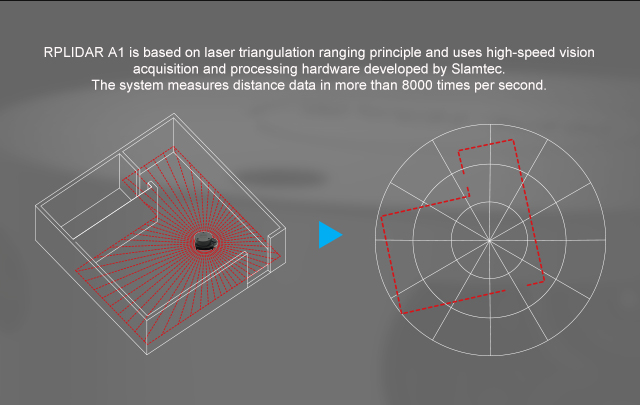 RPLIDAR A1 is based on laser triangulation ranging principle and uses high-speed vision
acquisition and processing hardware developed by Slamtec.
The system measures distance data in more than 8000 times per second.